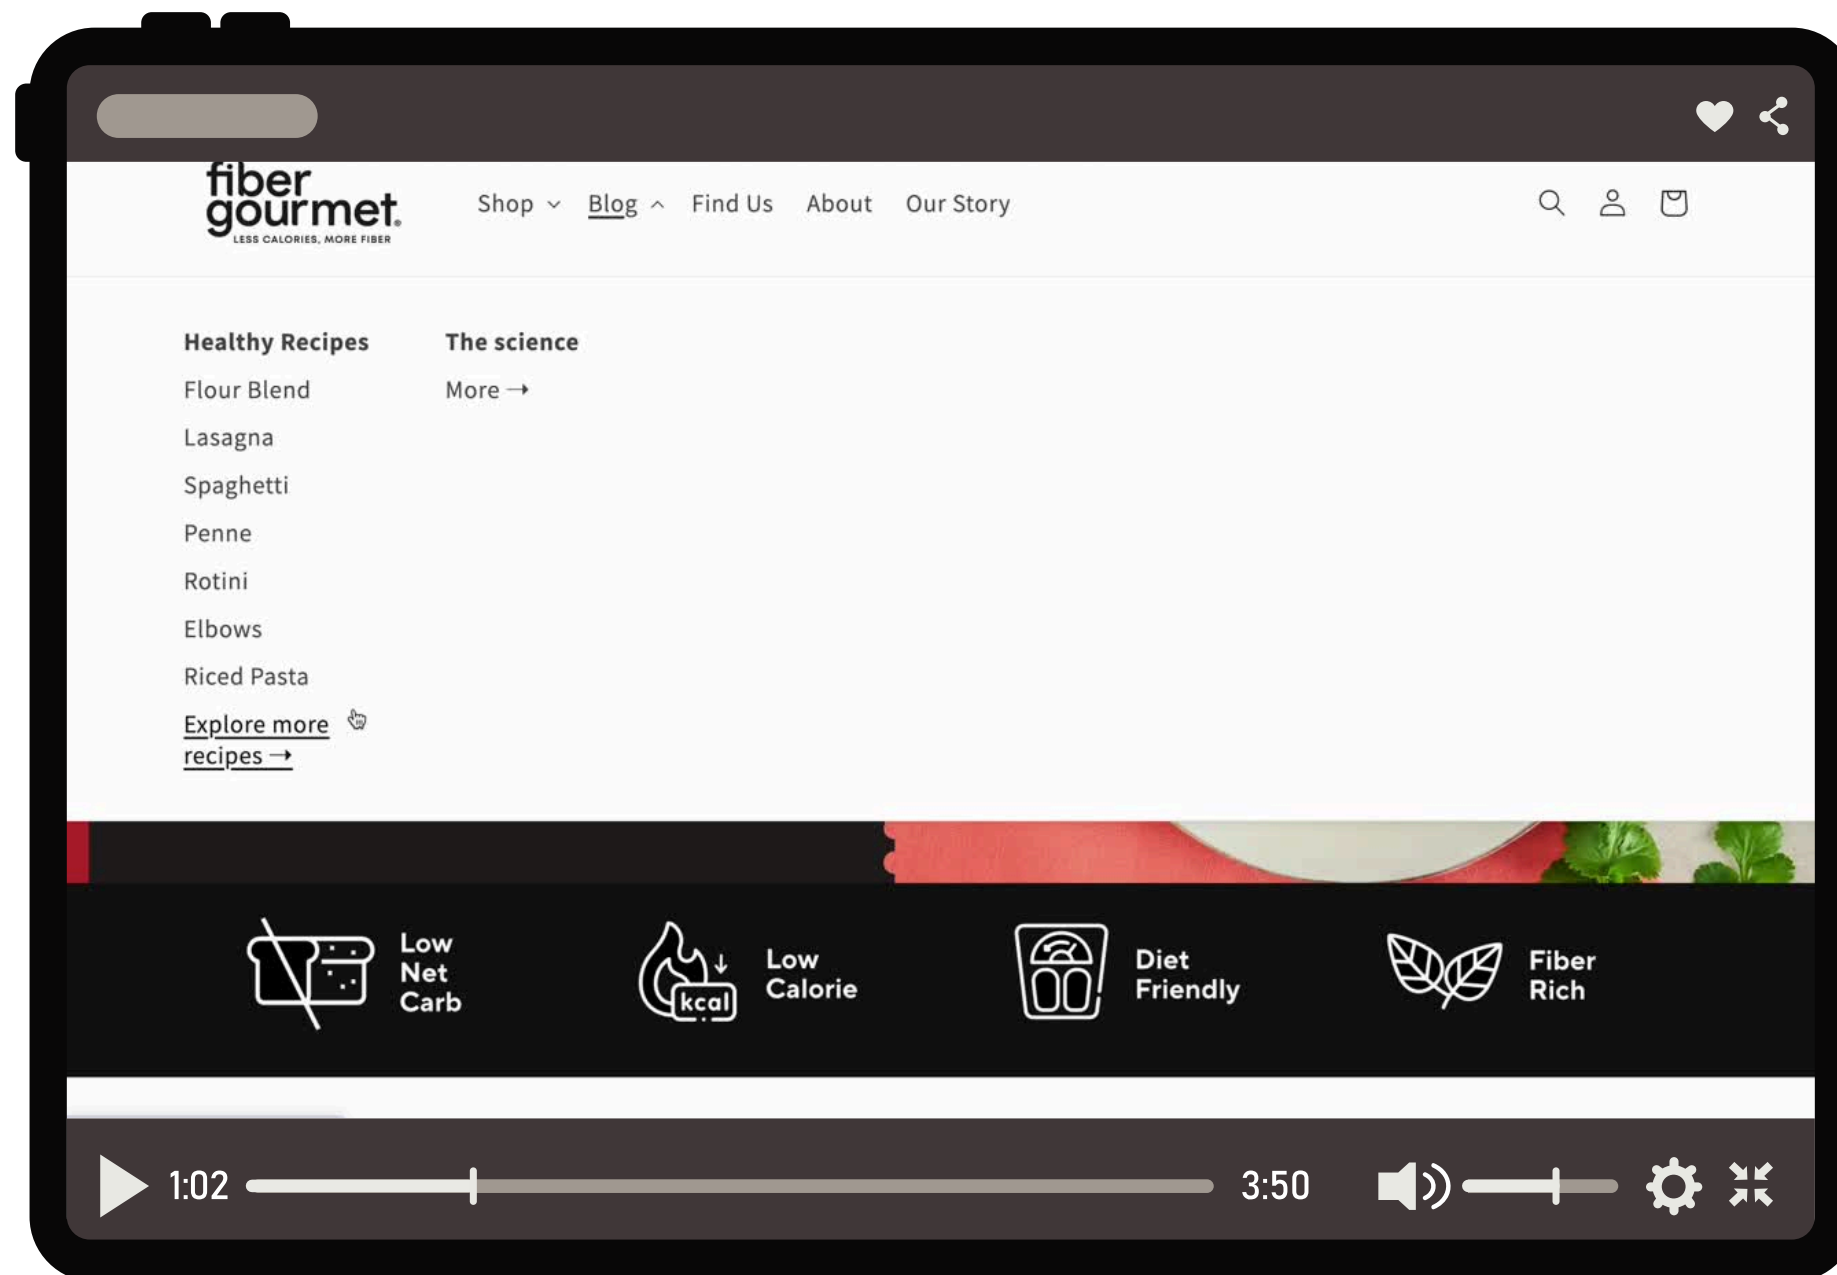 fiber
gourmet®
LESS CALORIES, MORE FIBER
Shop Blog Find Us About Our Story
Healthy Recipes
Flour Blend
Lasagna
Spaghetti
Penne
Rotini
Elbows
Riced Pasta
Explore more
recipes →
The science
More →
Low
Net
Carb
kcal
Low
Calorie
Diet
Friendly
Fiber
Rich
1:02
3:50